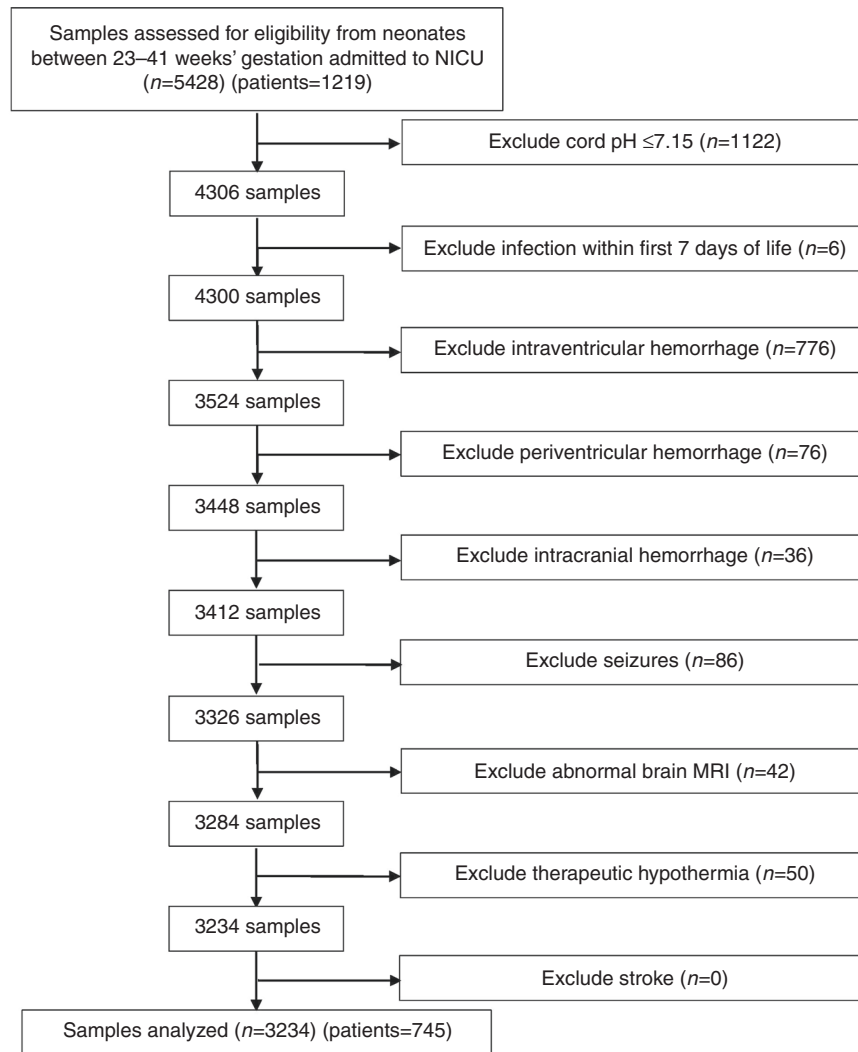 Samples assessed for eligibility from neonates
between 23–41 weeks' gestation admitted to NICU
(n=5428) (patients=1219)
Exclude cord pH ≤7.15 (n=1122)
4306 samples
Exclude infection within first 7 days of life (n=6)
4300 samples
Exclude intraventricular hemorrhage (n=776)
3524 samples
Exclude periventricular hemorrhage (n=76)
3448 samples
Exclude intracranial hemorrhage (n=36)
3412 samples
Exclude seizures (n=86)
3326 samples
Exclude abnormal brain MRI (n=42)
3284 samples
Exclude therapeutic hypothermia (n=50)
3234 samples
Exclude stroke (n=0)
Samples analyzed (n=3234) (patients=745)